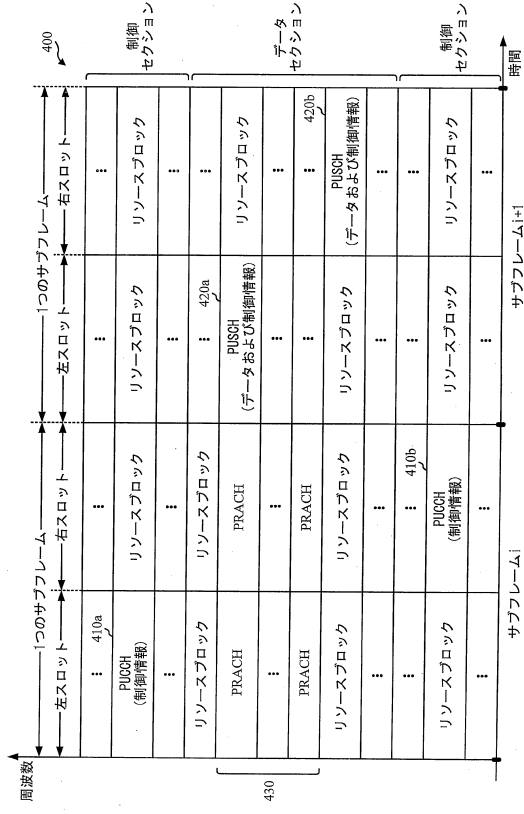 400
周波数
1つのサブフレーム
1つのサブフレーム
左スロット
右スロット
左スロット
右スロット
410a
...
...
...
...
PUCCH
(制御情報)
リソースブロック
リソースブロック
リソースブロック
...
...
...
...
制御
セクション
リソースブロック
リソースブロック
...
420a
...
PRACH
PRACH
PUSCH
(データおよび制御情報)
リソースブロック
...
...
...
...
PRACH
PRACH
...
...
420b
リソースブロック
リソースブロック
リソースブロック
PUSCH
(データおよび制御情報)
...
...
...
...
データ
セクション
430
...
...
410b
...
...
リソースブロック
PUCCH
(制御情報)
リソースブロック
リソースブロック
...
...
...
...
制御
セクション
サブフレームi
サブフレームi+1
時間